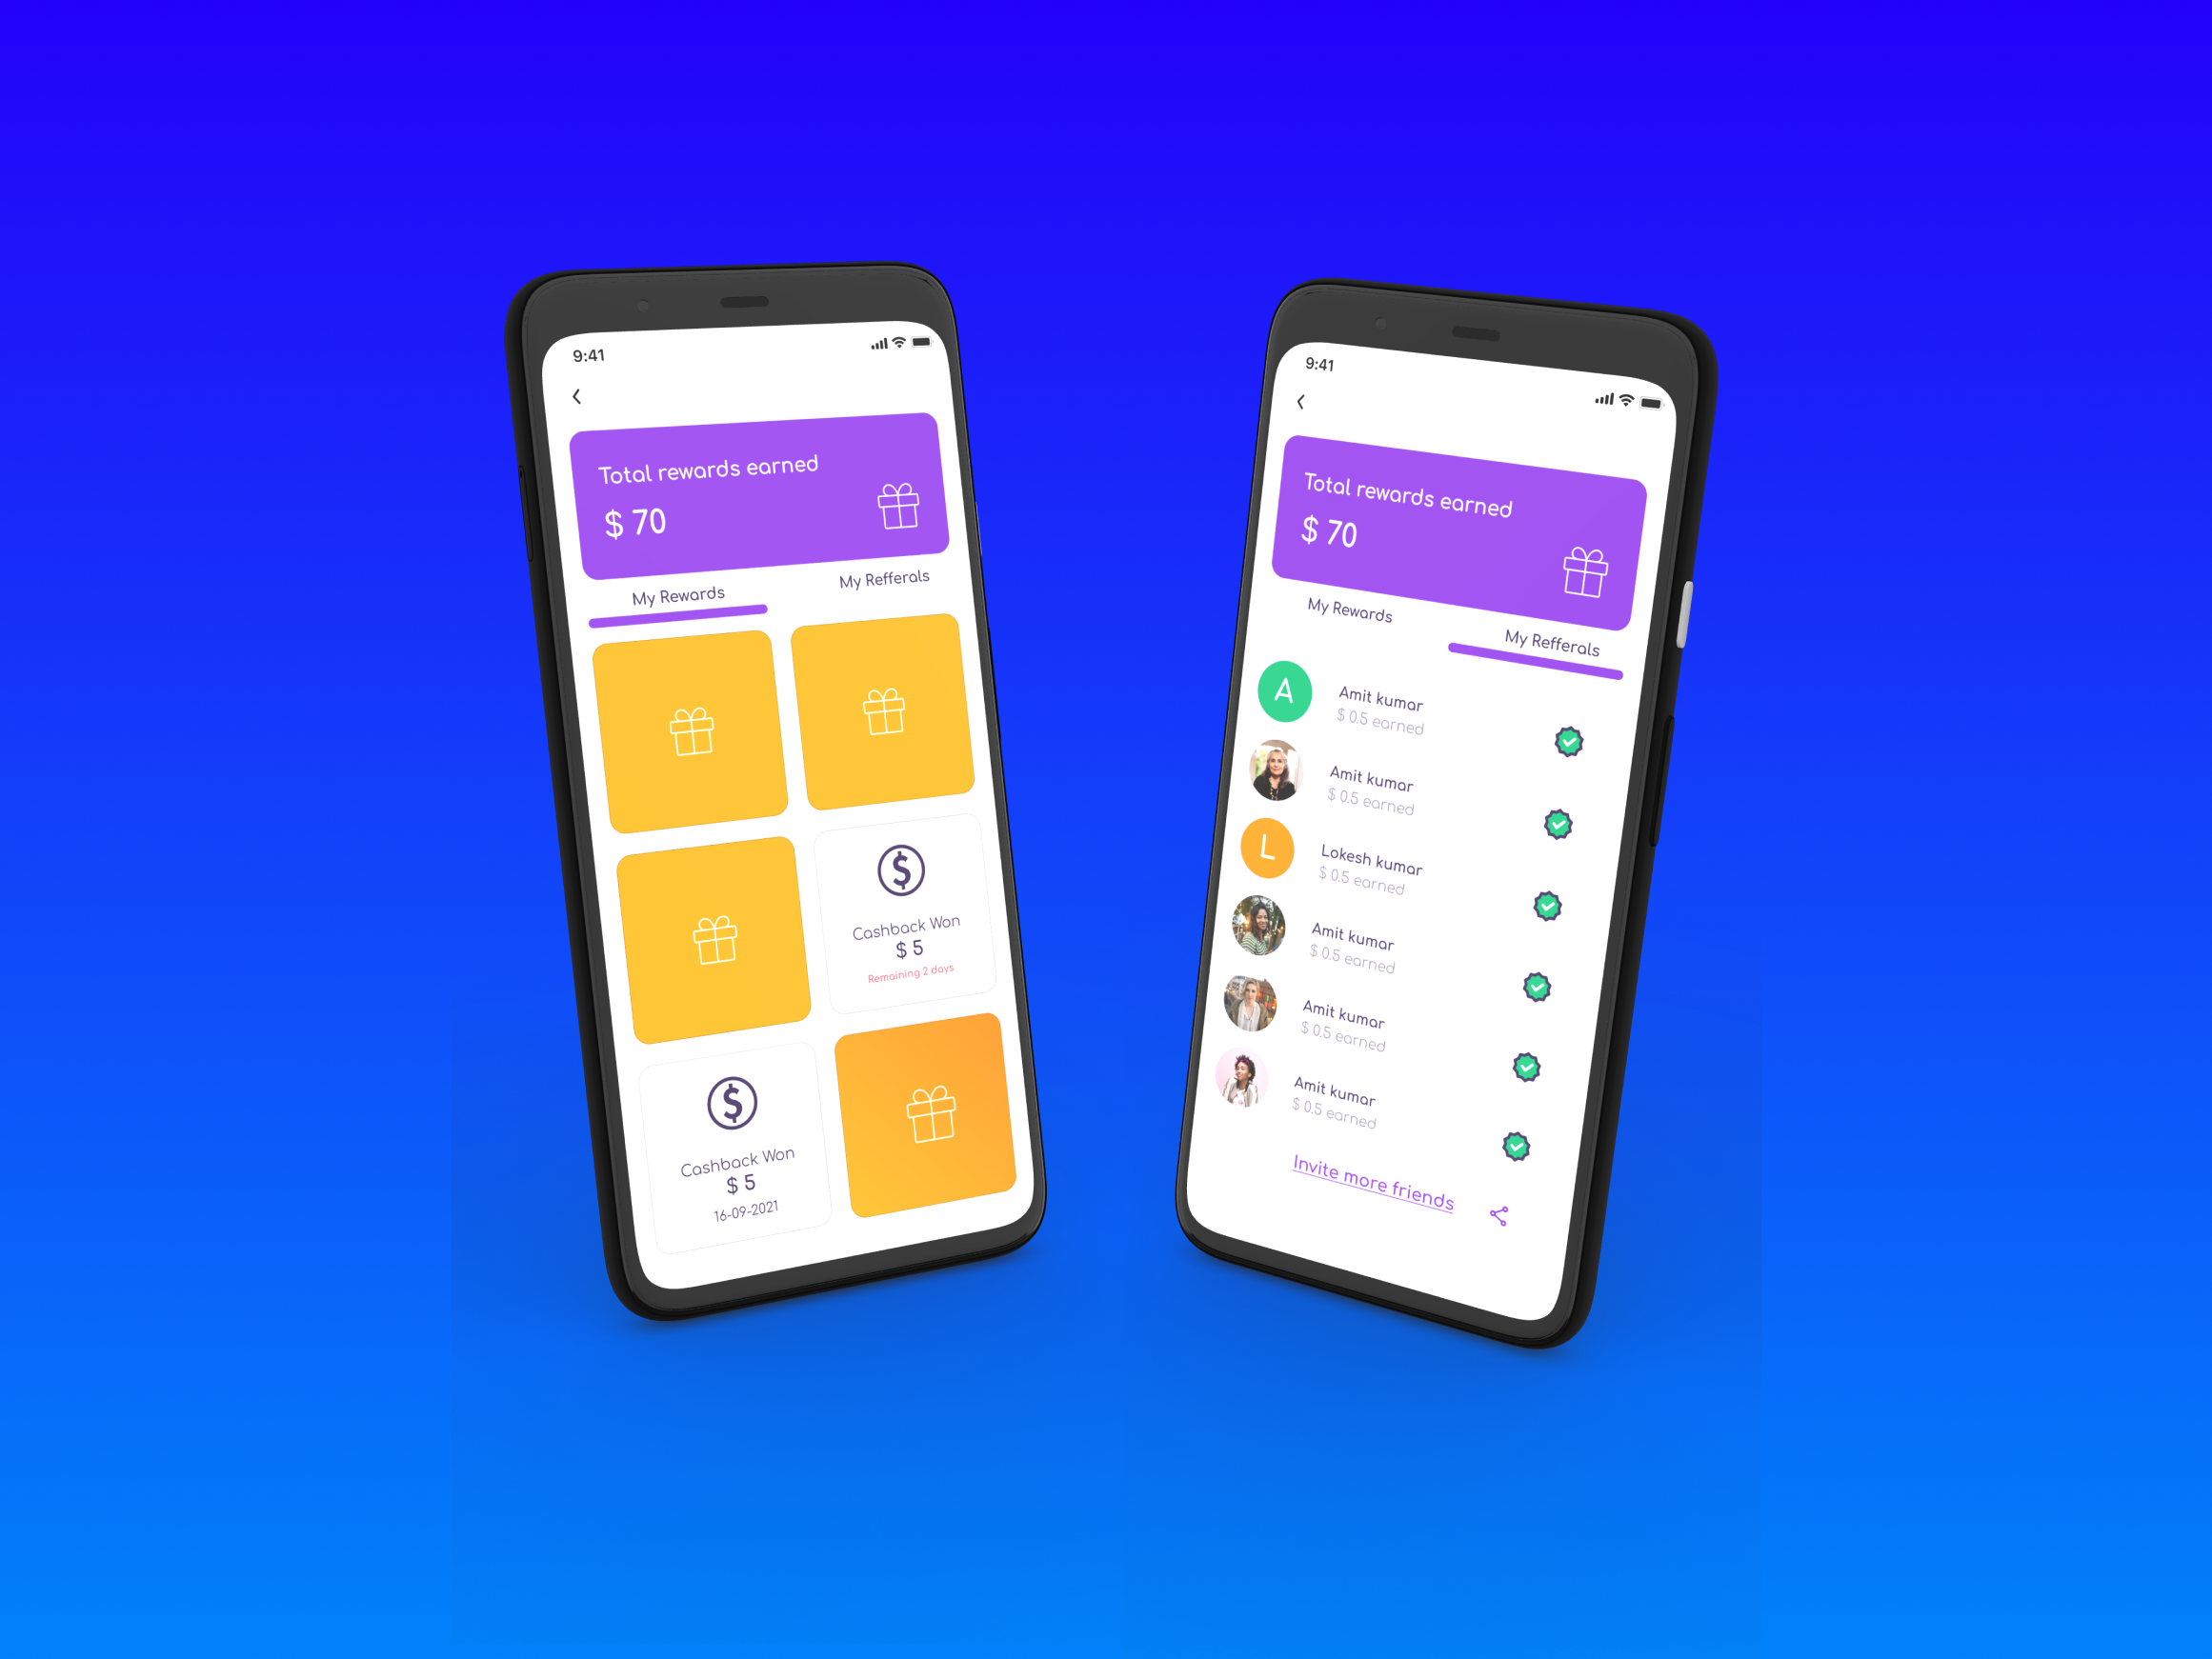 9:41
Total rewards earned
$ 70
My Rewards
My Refferals
Cashback Won
$ 5
Remaining 2 days
Cashback Won
$ 5
16-09-2021
9:41
Total rewards earned
$ 70
My Rewards
My Refferals
A
Amit kumar
$ 0.5 earned
Amit kumar
$ 0.5 earned
L
Lokesh kumar
$ 0.5 earned
Amit kumar
$ 0.5 earned
Amit kumar
$ 0.5 earned
Amit kumar
$ 0.5 earned
Invite more friends